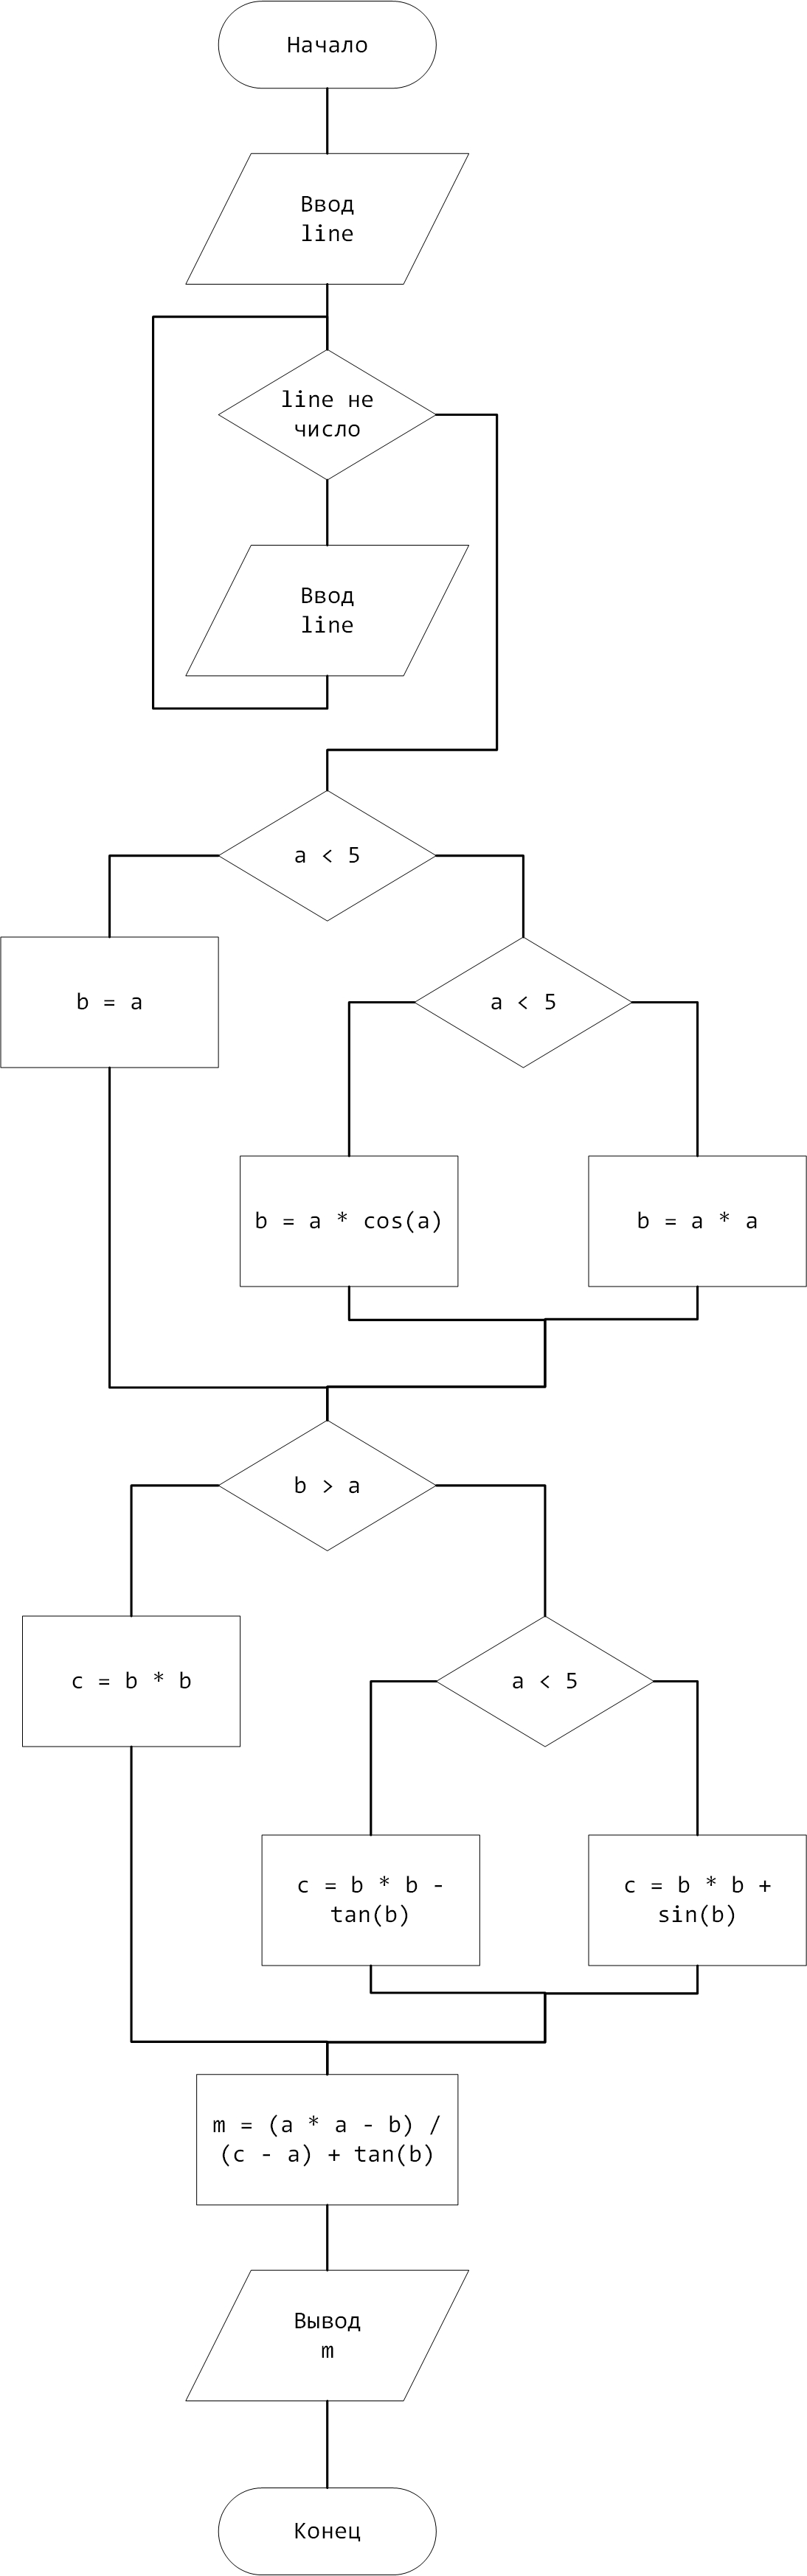 Начало
Ввод
line
line не
число
Ввод
line
a < 5
b = a
a < 5
b = a * cos(a)
b = a * a
b > a
c = b * b
a < 5
c = b * b -
tan(b)
c = b * b +
sin(b)
m = (a * a - b) /
(c - a) + tan(b)
Вывод
m
Конец